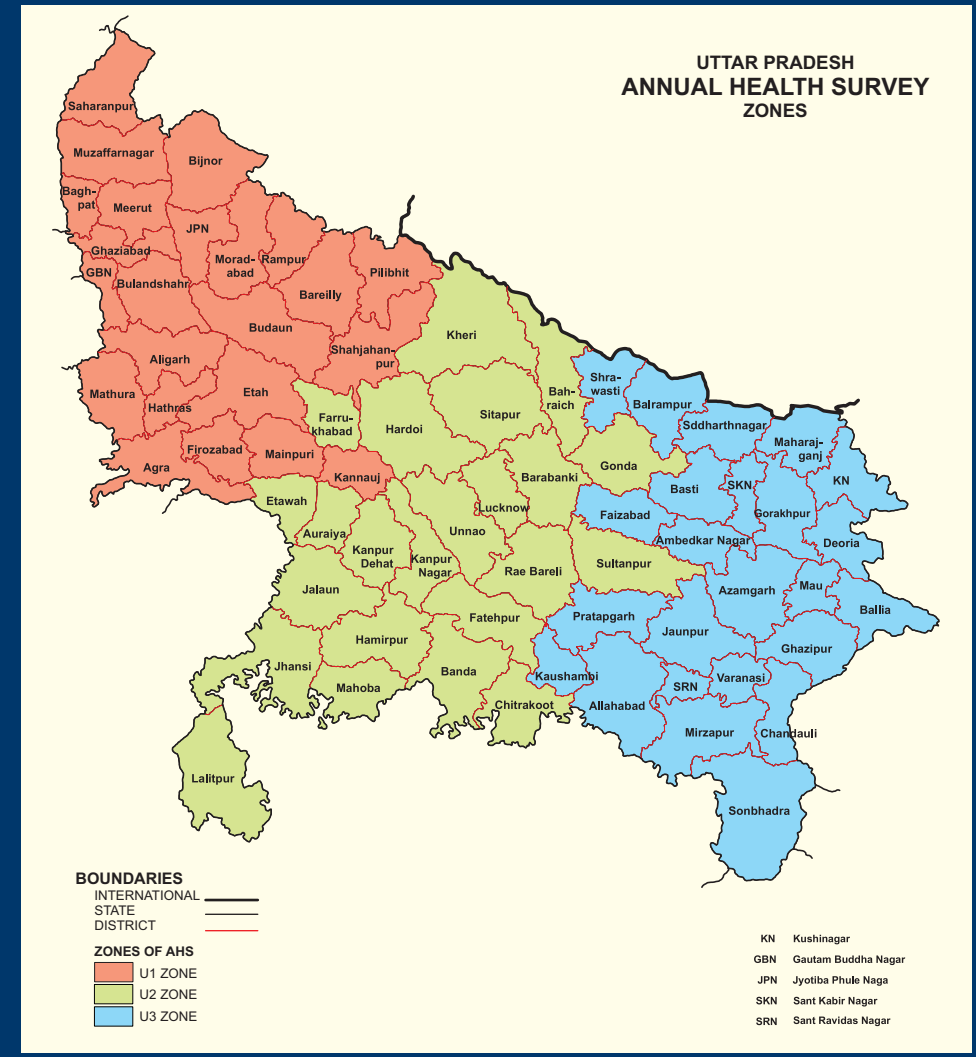 UTTAR PRADESH
ANNUAL HEALTH SURVEY
ZONES
Saharanpur
Muzaffarnagar
Bijnor
Bagh-
pat
Meerut
JPN
Ghaziabad
GBN
Morad-
abad
Rampur
Pilibhit
Bulandshahr
Bareilly
Budaun
Kheri
Shahjahan-
pur
Aligarh
Mathura
Hathras
Etah
Shra-
wasti
Bah-
raich
Balrampur
Farru-
khabad
Hardoi
Sitapur
Sddharthnagar
Maharaj-
ganj
Agra
Firozabad
Mainpuri
Kannauj
Barabanki
Gonda
Basti
SKN
KN
Etawah
Lucknow
Faizabad
Gorakhpur
Auraiya
Unnao
Ambedkar Nagar
Deoria
Kanpur
Dehat
Kanpur
Nagar
Rae Bareli
Sultanpur
Jalaun
Azamgarh
Mau
Ballia
Fatehpur
Pratapgarh
Hamirpur
Jaunpur
Ghazipur
Jhansi
Mahoba
Banda
Kaushambi
SRN
Varanasi
Chitrakoot
Allahabad
Mirzapur
Chandauli
Lalitpur
Sonbhadra
BOUNDARIES
INTERNATIONAL
STATE
DISTRICT
ZONES OF AHS
U1 ZONE
U2 ZONE
U3 ZONE
KN Kushinagar
GBN Gautam Buddha Nagar
JPN Jyotiba Phule Naga
SKN Sant Kabir Nagar
SRN Sant Ravidas Nagar